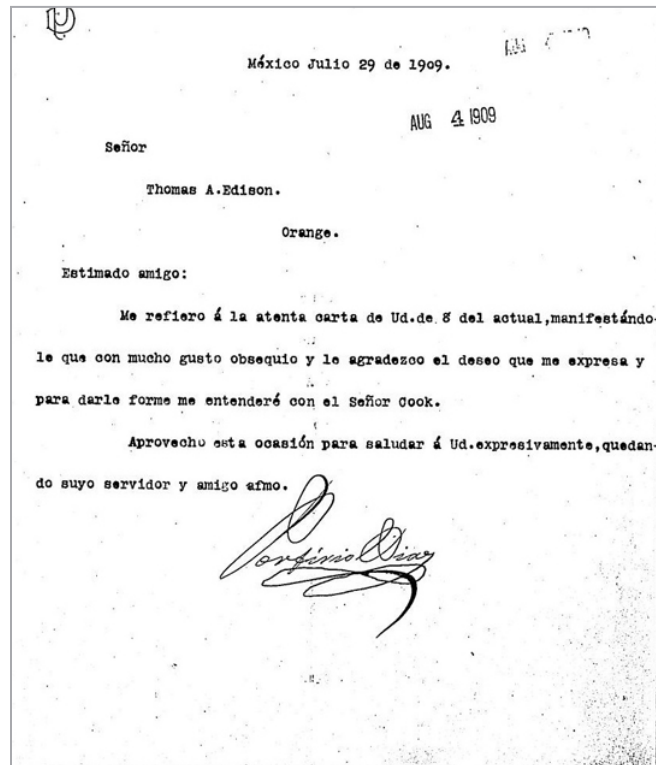 México Julio 29 de 1909.
AUG 4 1909
Señor
Thomas A.Edison.
Orange.
Estimado amigo:
Me refiero á la atenta carta de Ud.de 8 del actual,manifestándo-
le que con mucho gusto obsequio y le agradezco el deseo que me expresa y
para darle forme me entenderé con el Señor Cook.
Aprovecho esta ocasión para saludar á Ud.expresivamente,quedan-
do suyo servidor y amigo afmo.
Porfirio Diaz